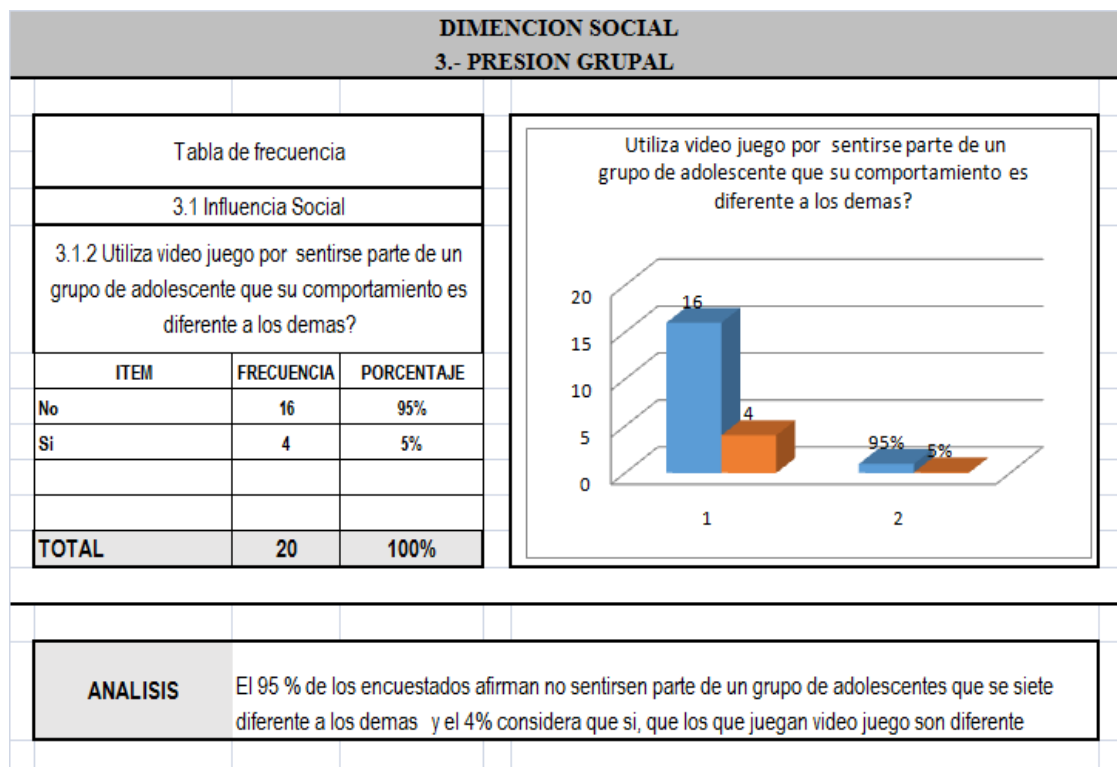 DIMENCION SOCIAL
3.- PRESION GRUPAL
Tabla de frecuencia
3.1 Influencia Social
3.1.2 Utiliza video juego por sentirse parte de un
grupo de adolescente que su comportamiento es
diferente a los demas?
ITEM FRECUENCIA PORCENTAJE
No 16 95%
Si 4 5%
TOTAL 20 100%
Utiliza video juego por sentirse parte de un
grupo de adolescente que su comportamiento es
diferente a los demas?
20
15
10
5
0
16
4
95%
5%
1
2
ANALISIS
El 95 % de los encuestados afirman no sentirsen parte de un grupo de adolescentes que se siete
diferente a los demas y el 4% considera que si, que los que juegan video juego son diferente